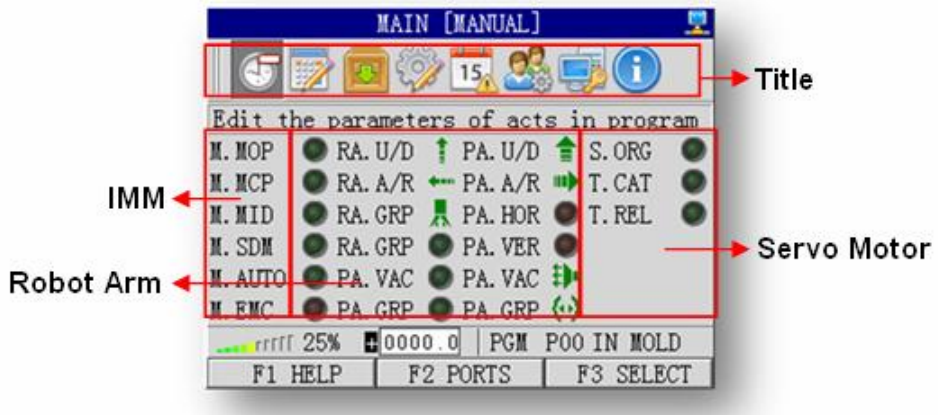 MAIN [MANUAL]
15
Title
Edit the parameters of acts in program
M.MOP RA.U/D PA.U/D S.ORG
M.MCP RA.A/R PA.A/R T.CAT
IMM
M.MID RA.GRP PA.HOR T.REL
M.SDM RA.GRP PA.VER
Servo Motor
Robot Arm
M.AUTO PA.VAC PA.VAC
M.EMC PA.GRP PA.GRP
25% +0000.0 PGM P00 IN MOLD
F1 HELP F2 PORTS F3 SELECT